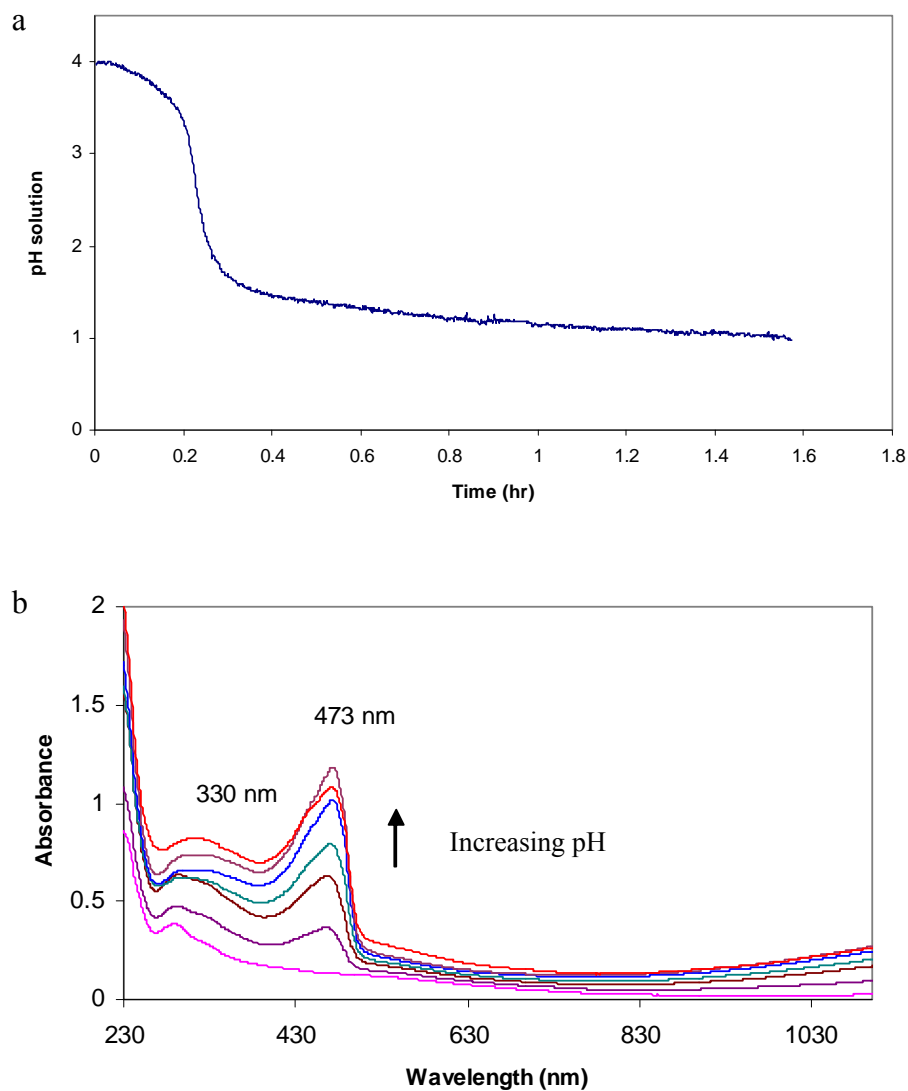 a
4
3
2
1
0
pH solution
0 0.2 0.4 0.6 0.8 1 1.2 1.4 1.6 1.8
Time (hr)
b
2
1.5
1
0.5
0
Absorbance
473 nm
330 nm
Increasing pH
230 430 630 830 1030
Wavelength (nm)